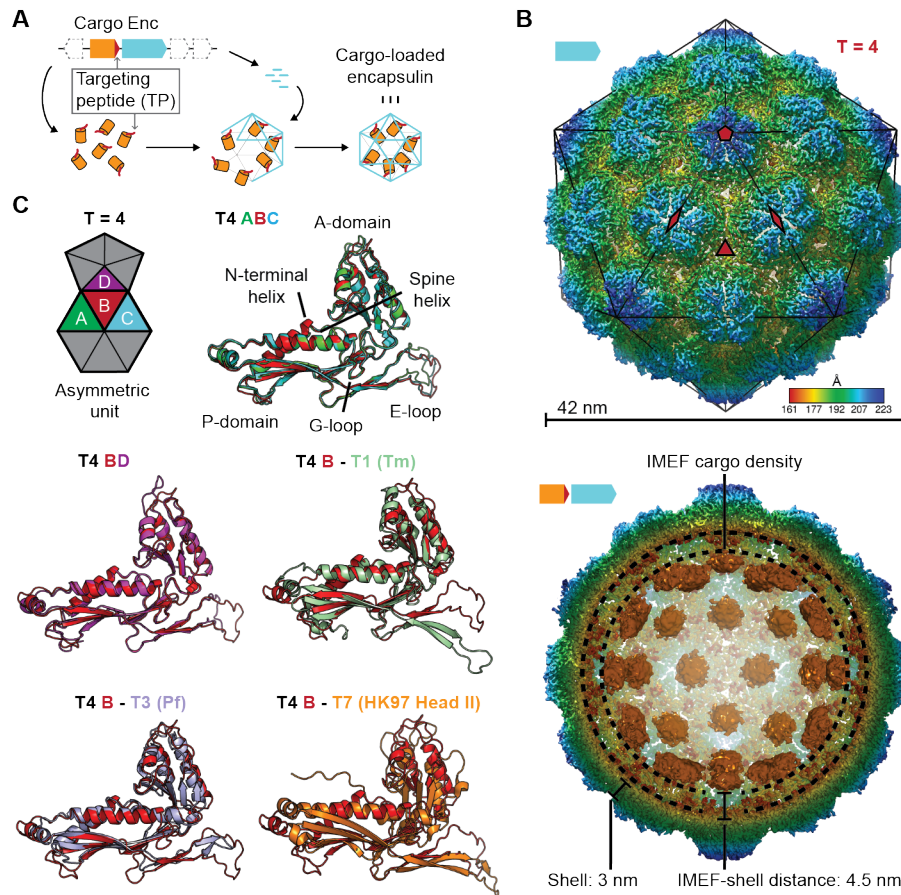 A
Cargo Enc
Targeting
peptide (TP)
Cargo-loaded
encapsulin
B
T = 4
Å
161 177 192 207 223
42 nm
C
T = 4
D
A B C
Asymmetric
unit
T4 ABC
A-domain
N-terminal
helix
Spine
helix
P-domain
G-loop
E-loop
T4 BD
T4 B - T1 (Tm)
T4 B - T3 (Pf)
T4 B - T7 (HK97 Head II)
IMEF cargo density
Shell: 3 nm
IMEF-shell distance: 4.5 nm